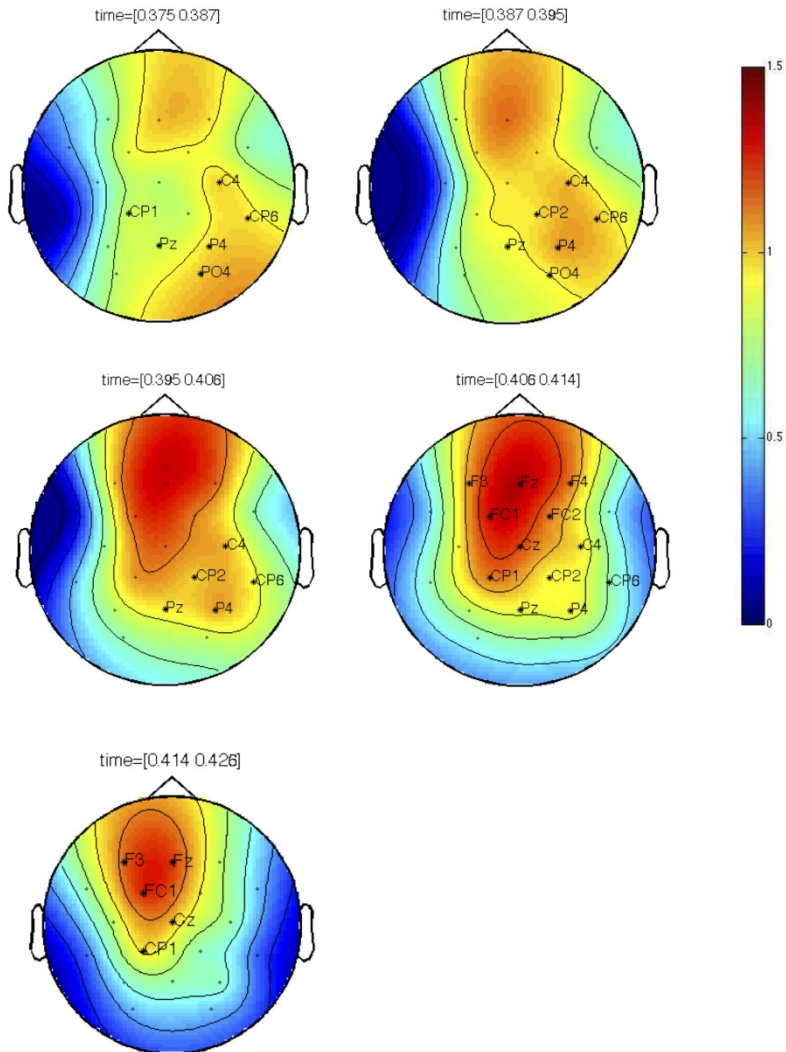 time=[0.375 0.387]
C4
CP1
CP6
Pz
P4
PO4
time=[0.387 0.395]
C4
CP2
CP6
Pz
P4
PO4
1.5
1
0.5
0
time=[0.395 0.406]
C4
CP2
CP6
Pz
P4
time=[0.406 0.414]
F3
Fz
F4
FC1
FC2
Cz
C4
CP1
CP2
CP6
Pz
P4
time=[0.414 0.426]
F3
Fz
FC1
Cz
CP1